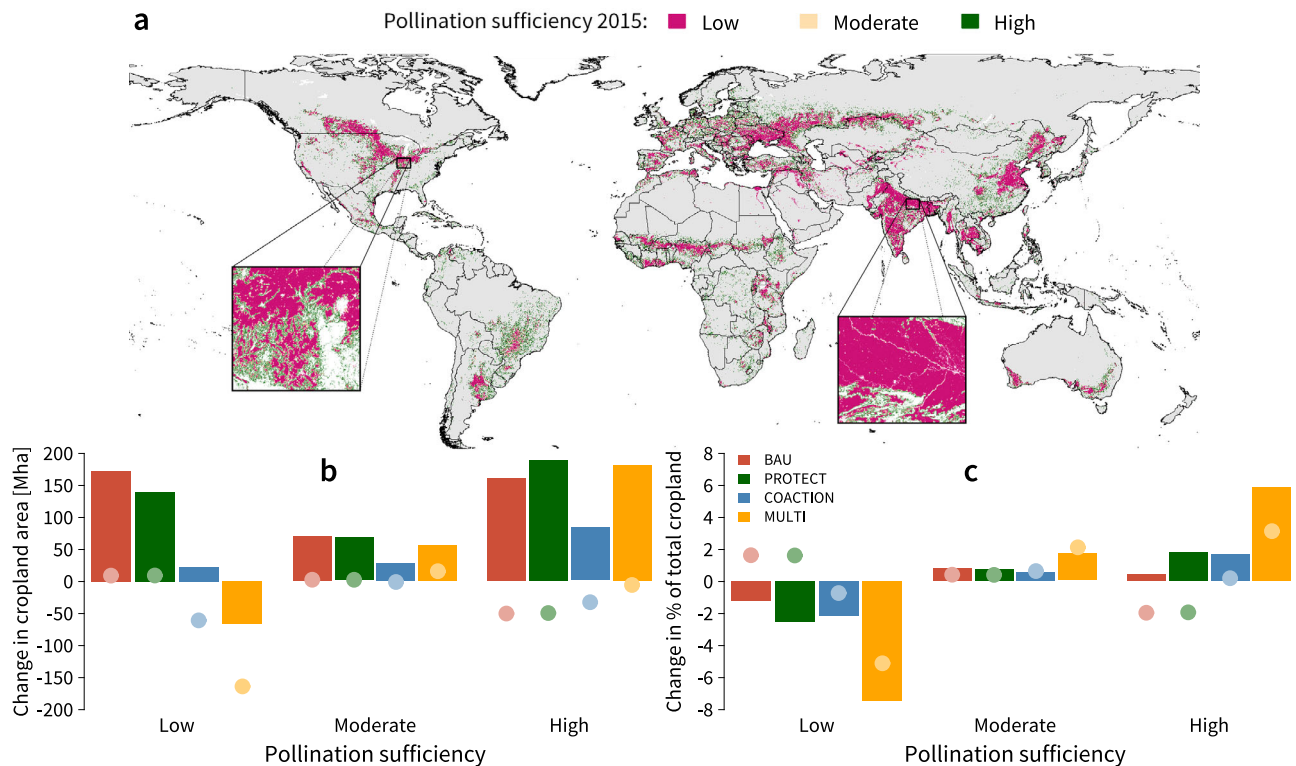 a
Pollination sufficiency 2015: Low Moderate High
b
Change in cropland area [Mha]
200
150
100
50
0
-50
-100
-150
-200
Low Moderate High
Pollination sufficiency
c
Change in % of total cropland
8
6
4
2
0
-2
-4
-6
-8
BAU
PROTECT
COACTION
MULTI
Low Moderate High
Pollination sufficiency